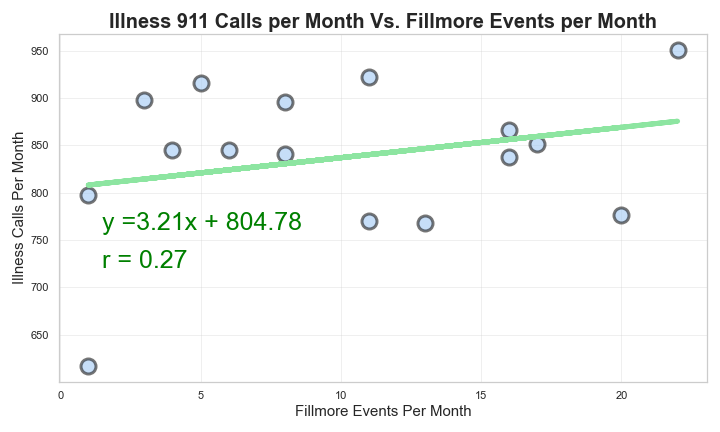 Illness 911 Calls per Month Vs. Fillmore Events per Month
Illness Calls Per Month
950
900
850
800
750
700
650
y =3.21x + 804.78
r = 0.27
0
5
10
15
20
Fillmore Events Per Month